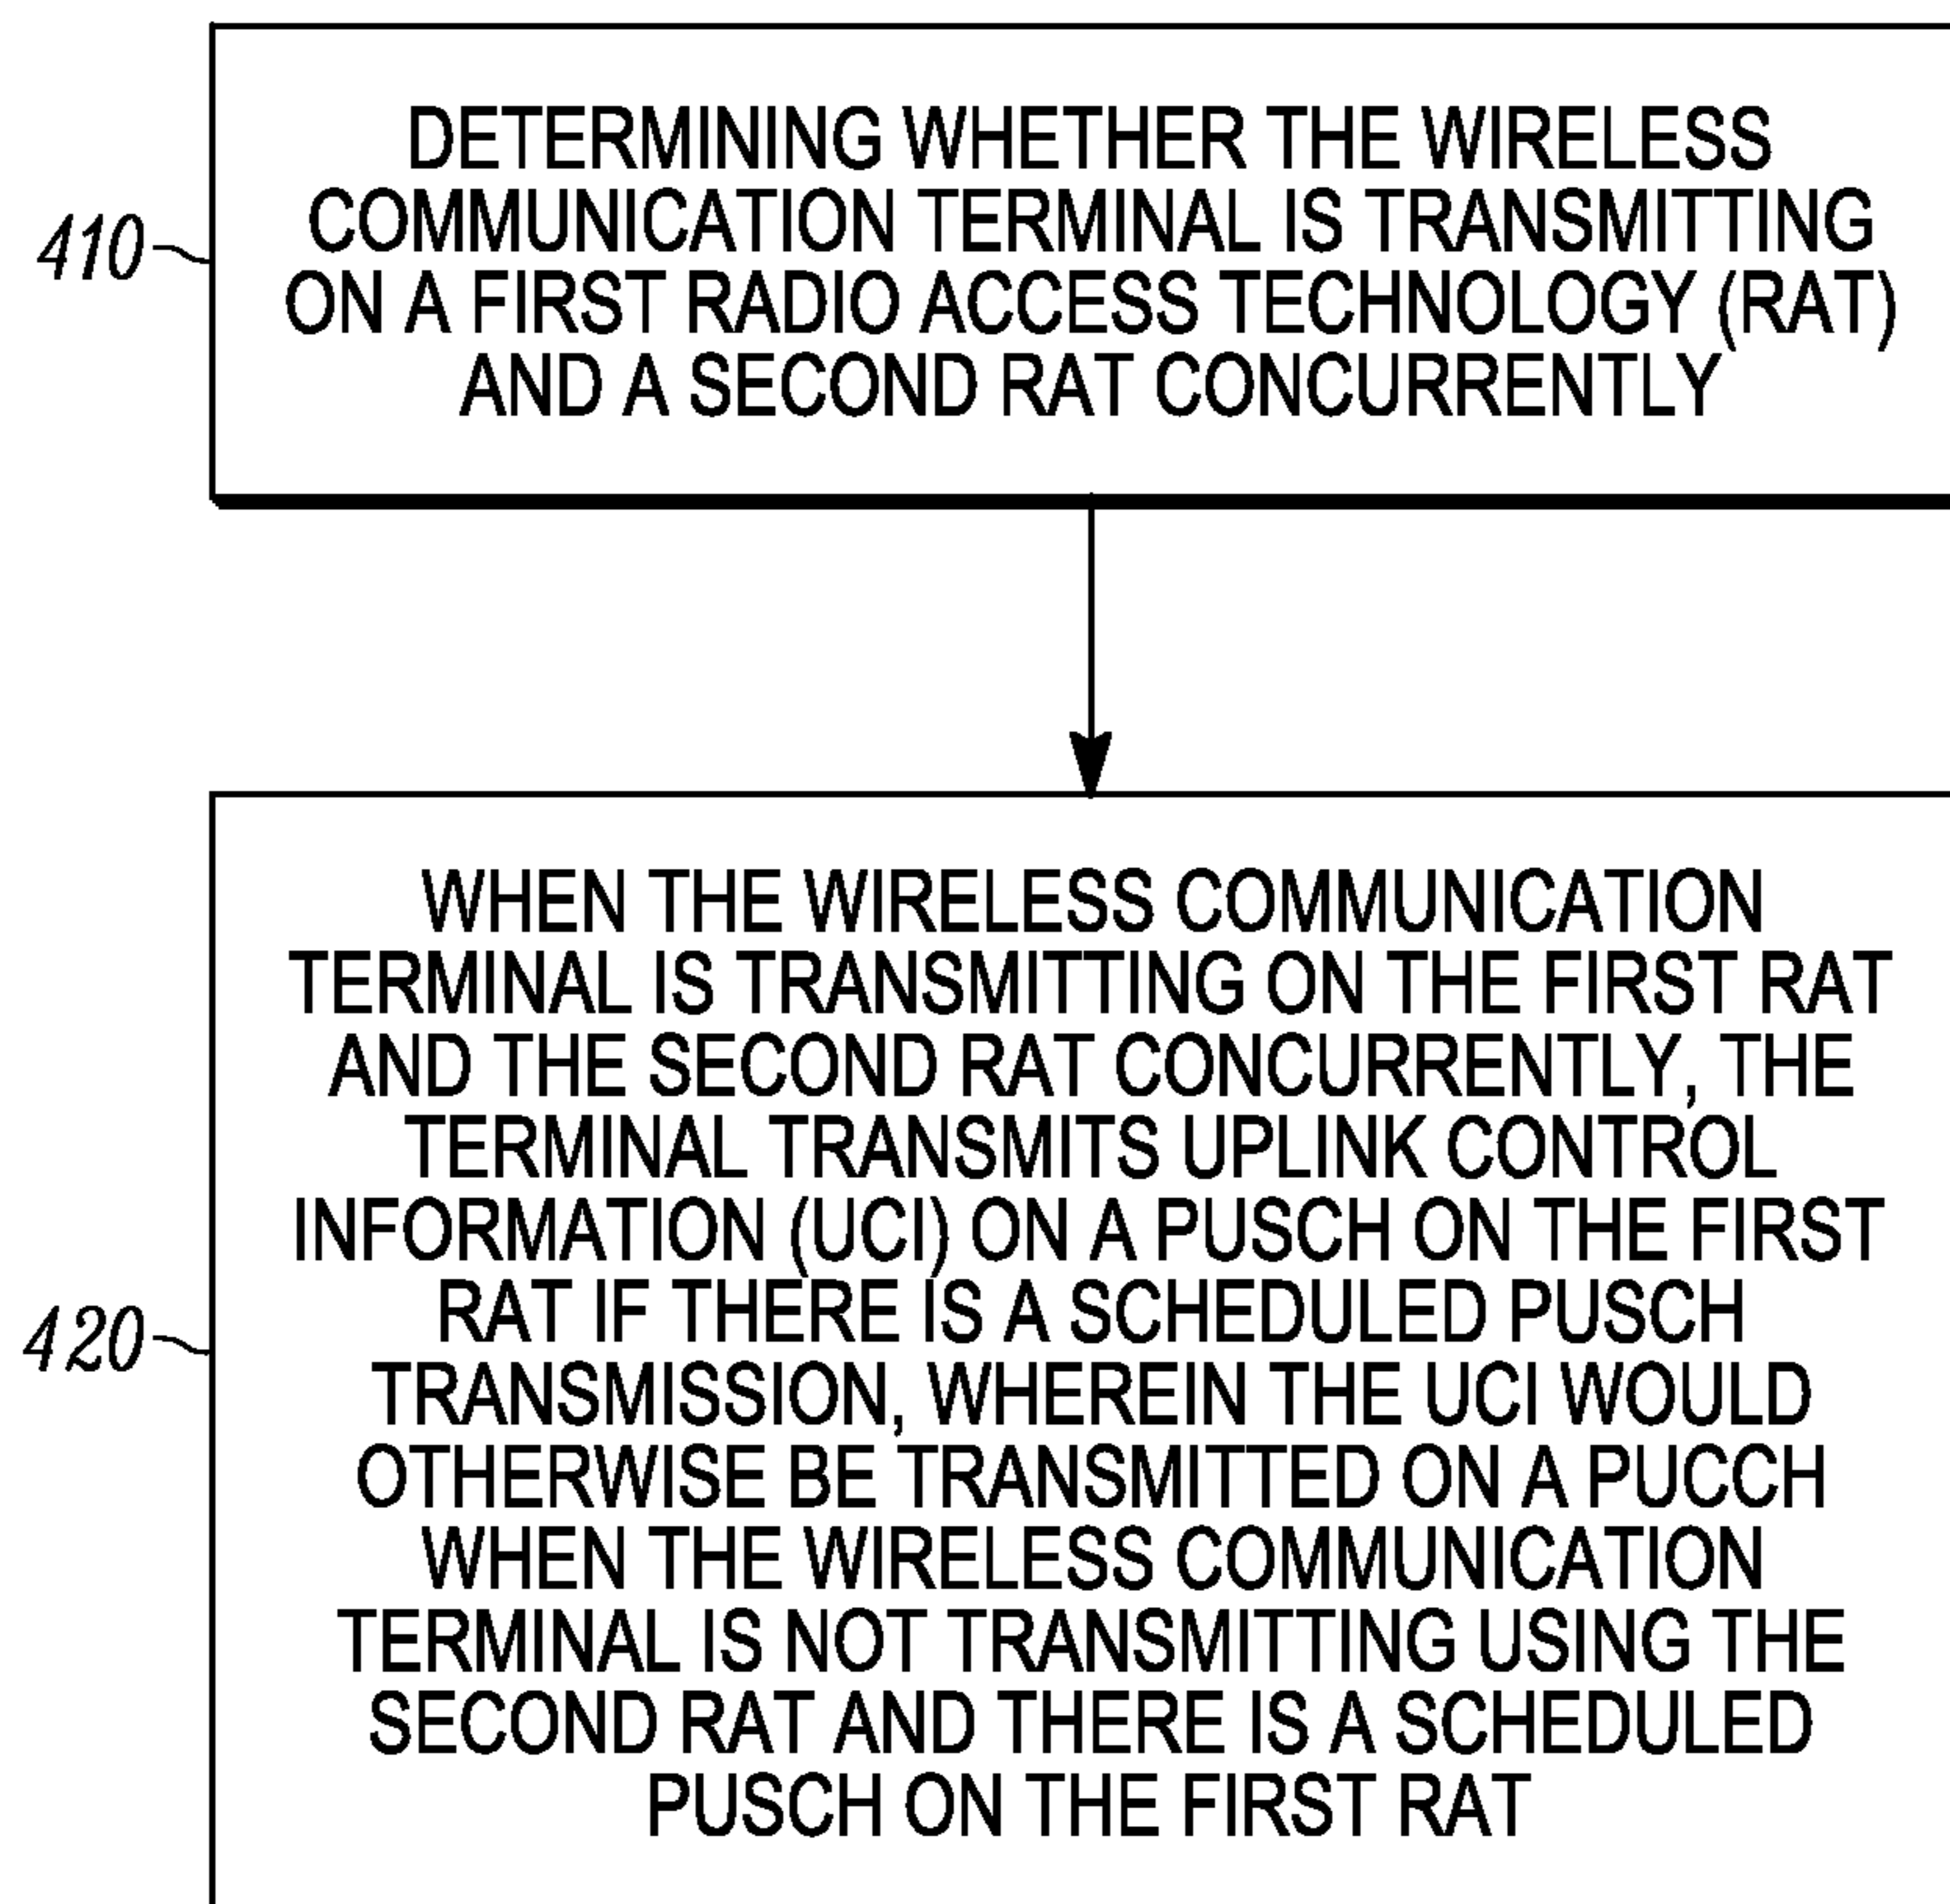 DETERMINING WHETHER THE WIRELESS
COMMUNICATION TERMINAL IS TRANSMITTING
ON A FIRST RADIO ACCESS TECHNOLOGY (RAT)
AND A SECOND RAT CONCURRENTLY
410
WHEN THE WIRELESS COMMUNICATION
TERMINAL IS TRANSMITTING ON THE FIRST RAT
AND THE SECOND RAT CONCURRENTLY, THE
TERMINAL TRANSMITS UPLINK CONTROL
INFORMATION (UCI) ON A PUSCH ON THE FIRST
RAT IF THERE IS A SCHEDULED PUSCH
TRANSMISSION, WHEREIN THE UCI WOULD
OTHERWISE BE TRANSMITTED ON A PUCCH
WHEN THE WIRELESS COMMUNICATION
TERMINAL IS NOT TRANSMITTING USING THE
SECOND RAT AND THERE IS A SCHEDULED
PUSCH ON THE FIRST RAT
420